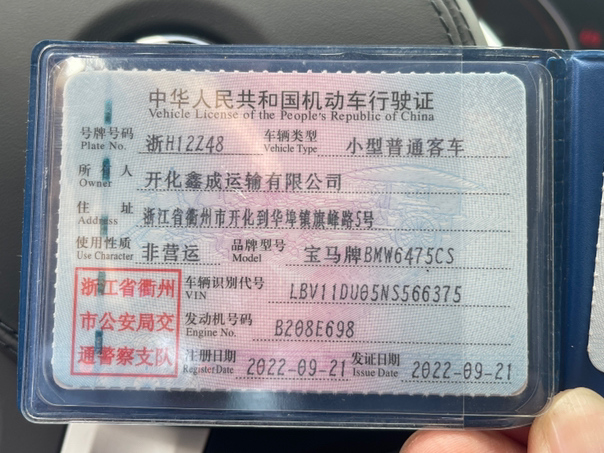 中华人民共和国机动车行驶证
Vehicle License of the People's Republic of China
号牌号码 浙H12Z48 车辆类型 小型普通客车
Plate No. Vehicle Type
所有人 开化鑫成运输有限公司
Owner
住址 浙江省衢州市开化到华埠镇旗峰路5号
Address
使用性质 非营运 品牌型号 宝马牌BMW6475CS
Use Character Model
车辆识别代号 LBV11DU05NS566375
VIN
发动机号码 B208E698
Engine No.
注册日期 2022-09-21 发证日期 2022-09-21
Register Date Issue Date
浙江省衢州
市公安局交
通警察支队